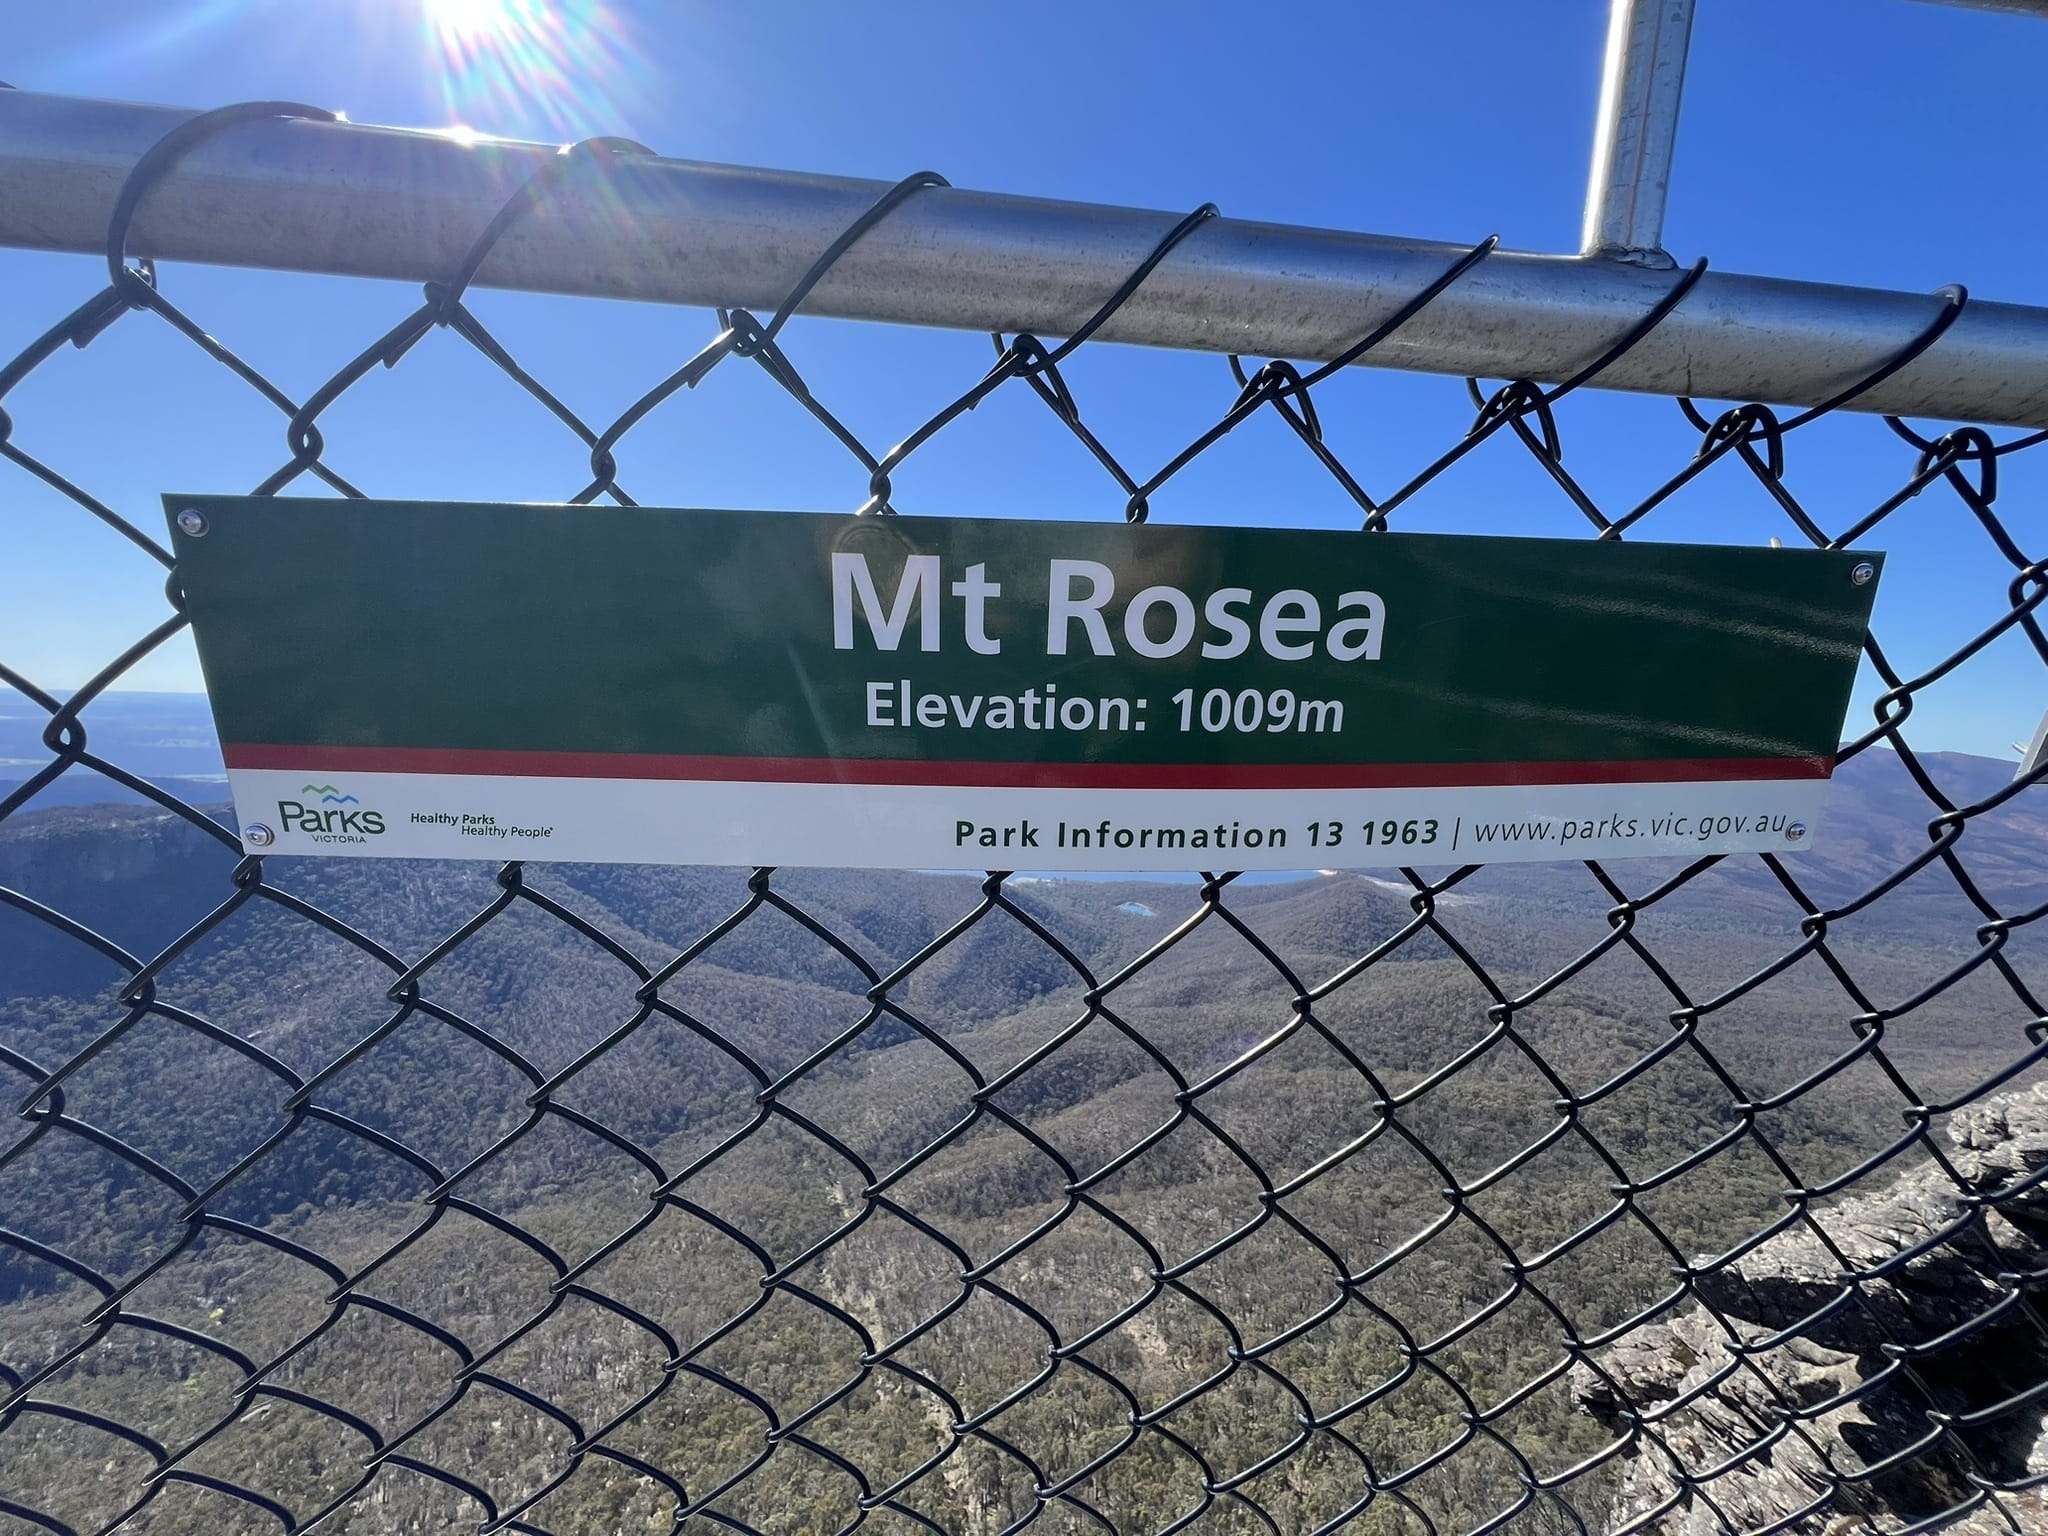 Mt Rosea
Elevation: 1009m
Parks
VICTORIA
Healthy Parks
Healthy People®
Park Information 13 1963 | www.parks.vic.gov.au